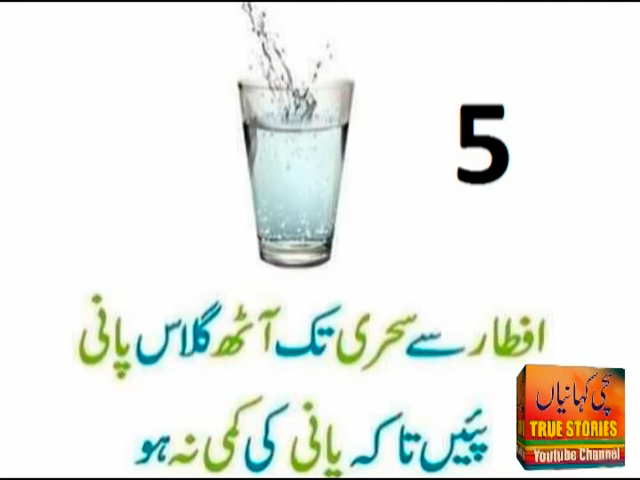 5
افطار سے سحری تک آٹھ گلاس پانی
پئیں تاکہ پانی کی کمی نہ ہو
سچی کہانیاں
TRUE STORIES
Youtube Channel